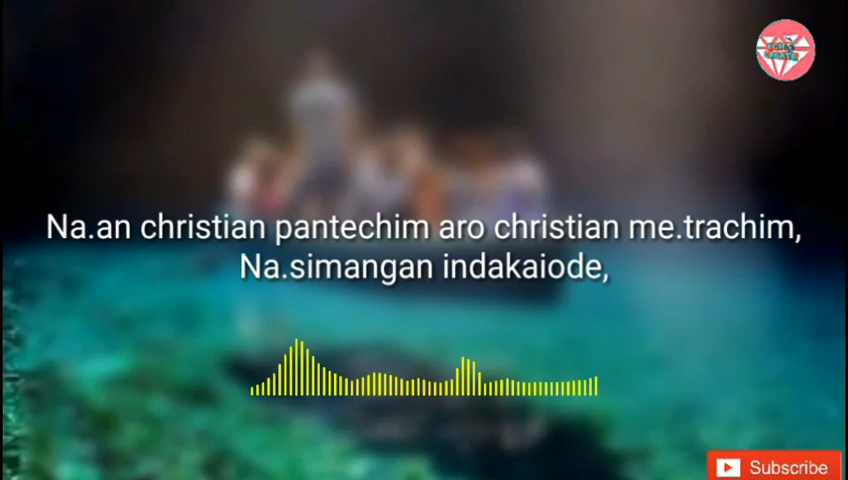 Na.an christian pantechim aro christian me.trachim,
Na.simangan indakaiode,
Subscribe